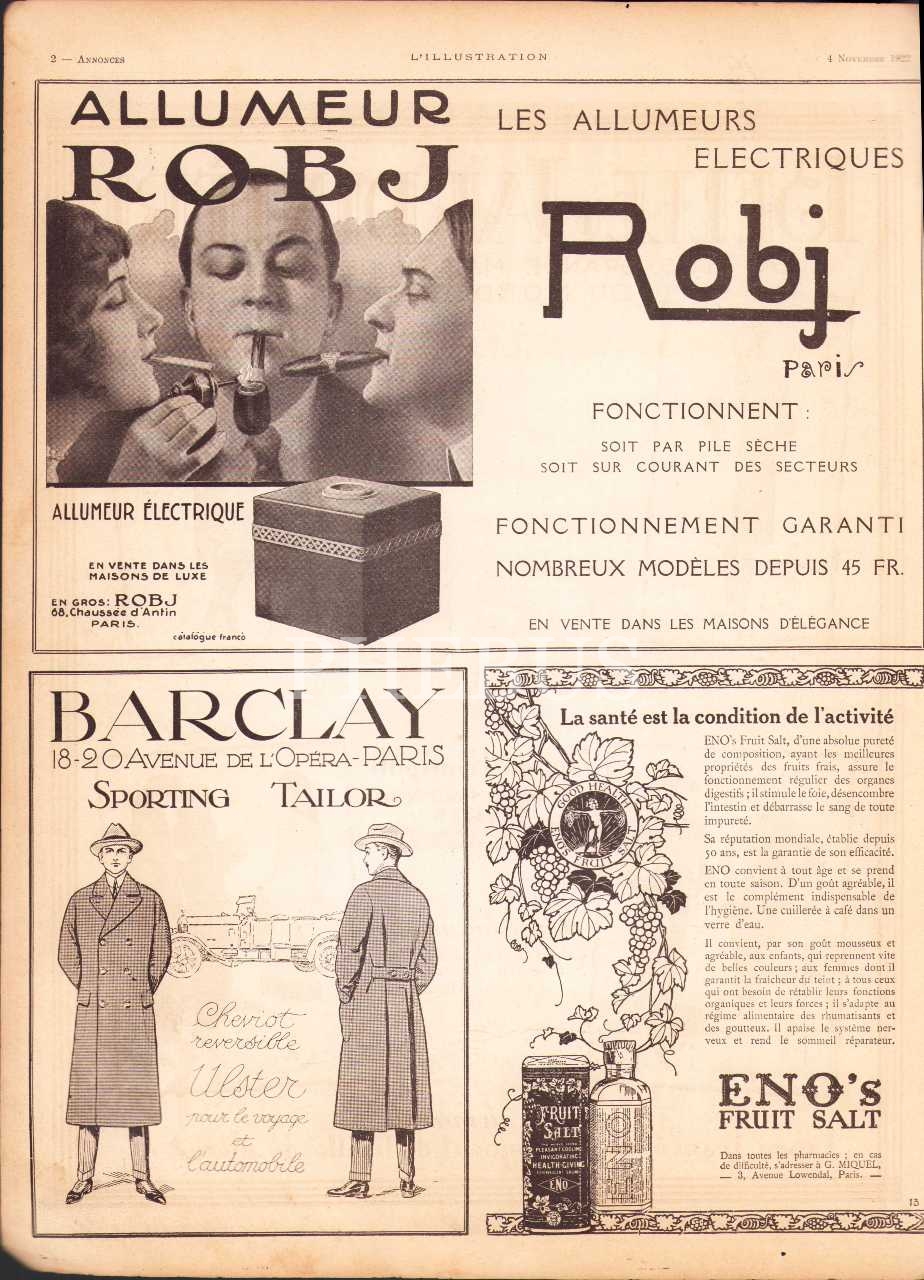 2 — ANNONCES
L'ILLUSTRATION
4 NOVEMBRE 1922
ALLUMEUR
ROBJ
ALLUMEUR ÉLECTRIQUE
EN VENTE DANS LES
MAISONS DE LUXE
EN GROS: ROBJ
68, Chaussée d'Antin
PARIS.
catalogue franco
LES ALLUMEURS
ELECTRIQUES
Robj
Paris
FONCTIONNENT :
SOIT PAR PILE SÈCHE
SOIT SUR COURANT DES SECTEURS
FONCTIONNEMENT GARANTI
NOMBREUX MODÈLES DEPUIS 45 FR.
EN VENTE DANS LES MAISONS D'ÉLÉGANCE
PHEBUS
BARCLAY
18-20 AVENUE DE L'OPÉRA-PARIS
SPORTING TAILOR
Cheviot
reversible
Ulster
pour le voyage
et
l'automobile
La santé est la condition de l'activité
GOOD HEALTH
ENO'S FRUIT SALT
ENO's Fruit Salt, d'une absolue pureté
de composition, ayant les meilleures
propriétés des fruits frais, assure le
fonctionnement régulier des organes
digestifs ; il stimule le foie, désencombre
l'intestin et débarrasse le sang de toute
impureté.
Sa réputation mondiale, établie depuis
50 ans, est la garantie de son efficacité.
ENO convient à tout âge et se prend
en toute saison. D'un goût agréable, il
est le complément indispensable de
l'hygiène. Une cuillerée à café dans un
verre d'eau.
Il convient, par son goût mousseux et
agréable, aux enfants, qui reprennent vite
de belles couleurs ; aux femmes dont il
garantit la fraîcheur du teint ; à tous ceux
qui ont besoin de rétablir leurs fonctions
organiques et leurs forces ; il s'adapte au
régime alimentaire des rhumatisants et
des goutteux. Il apaise le système ner-
veux et rend le sommeil réparateur.
FRUIT
SALT
PLEASANT COOLING
INVIGORATING
HEALTH-GIVING
ENO
ENO
ENO's
FRUIT SALT
Dans toutes les pharmacies ; en cas
de difficulté, s'adresser à G. MIQUEL,
— 3, Avenue Lowendal, Paris. —
13